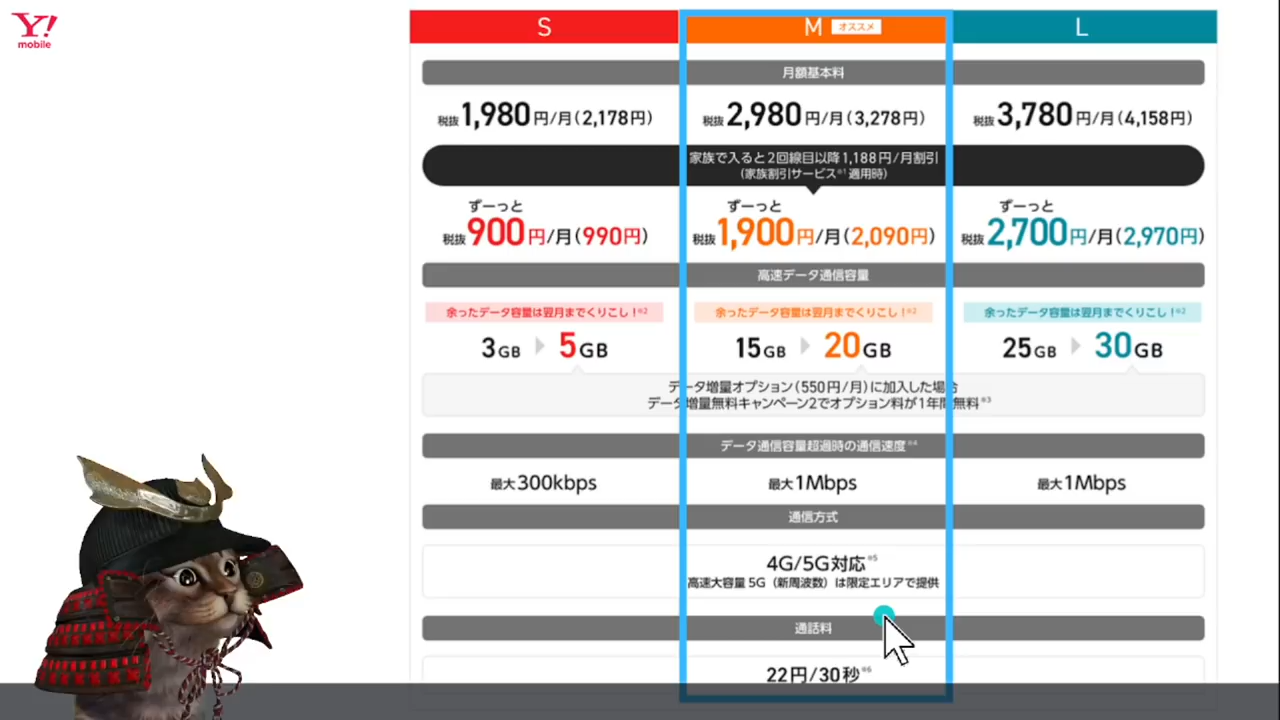 Y!
mobile
S
M オススメ
L
月額基本料
税抜1,980円/月(2,178円)
税抜2,980円/月(3,278円)
税抜3,780円/月(4,158円)
家族で入ると2回線目以降1,188円/月割引
(家族割引サービス※1適用時)
ずーっと
税抜900円/月(990円)
ずーっと
税抜1,900円/月(2,090円)
ずーっと
税抜2,700円/月(2,970円)
高速データ通信容量
余ったデータ容量は翌月までくりこし!※2
余ったデータ容量は翌月までくりこし!※2
余ったデータ容量は翌月までくりこし!※2
3GB 5GB
15GB 20GB
25GB 30GB
データ増量オプション(550円/月)に加入した場合
データ増量無料キャンペーン2でオプション料が1年間無料※3
データ通信容量超過時の通信速度※4
最大300kbps
最大1Mbps
最大1Mbps
通信方式
4G/5G対応※5
高速大容量 5G(新周波数)は限定エリアで提供
通話料
22円/30秒※6